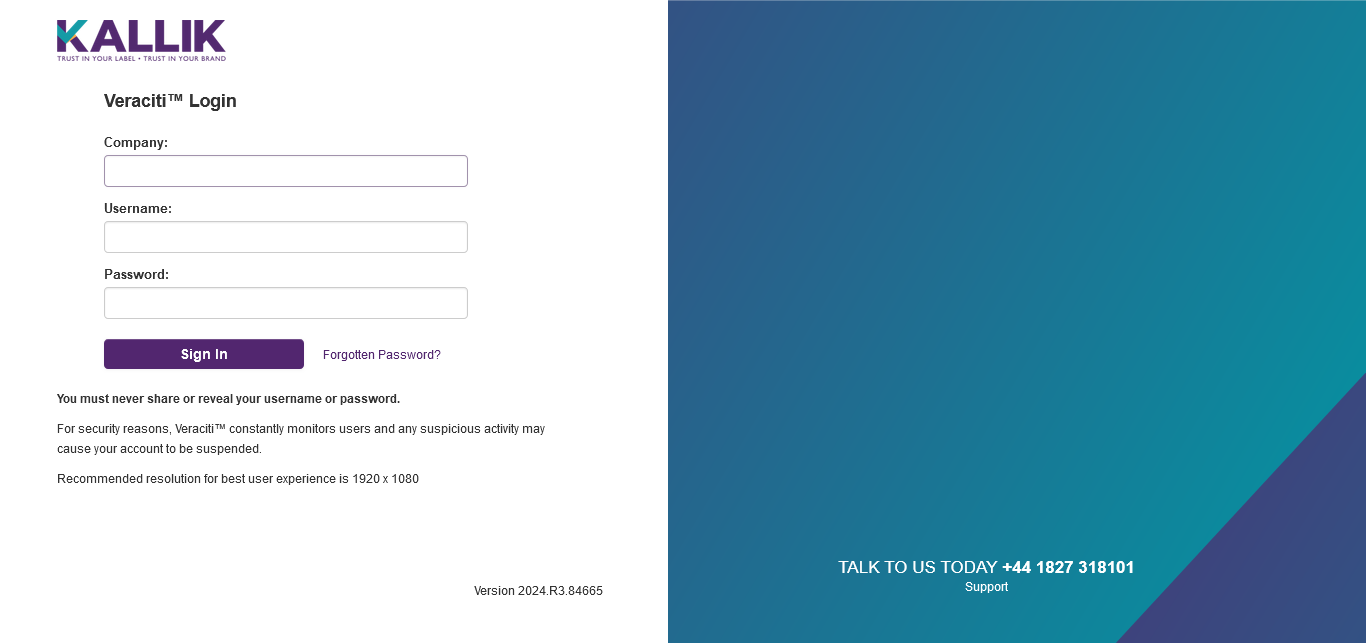 KALLIK
TRUST IN YOUR LABEL • TRUST IN YOUR BRAND
Veraciti™ Login
Company:
Username:
Password:
Sign In
Forgotten Password?
You must never share or reveal your username or password.
For security reasons, Veraciti™ constantly monitors users and any suspicious activity may
cause your account to be suspended.
Recommended resolution for best user experience is 1920 x 1080
Version 2024.R3.84665
TALK TO US TODAY +44 1827 318101
Support